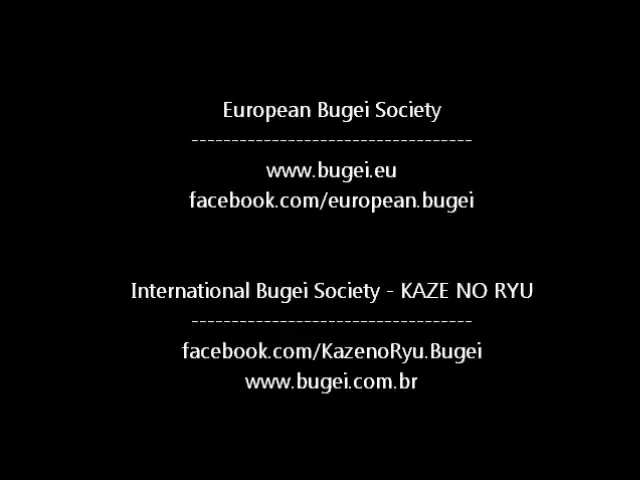 European Bugei Society
-----------------------------------
www.bugei.eu
facebook.com/european.bugei
International Bugei Society - KAZE NO RYU
-----------------------------------
facebook.com/KazenoRyu.Bugei
www.bugei.com.br